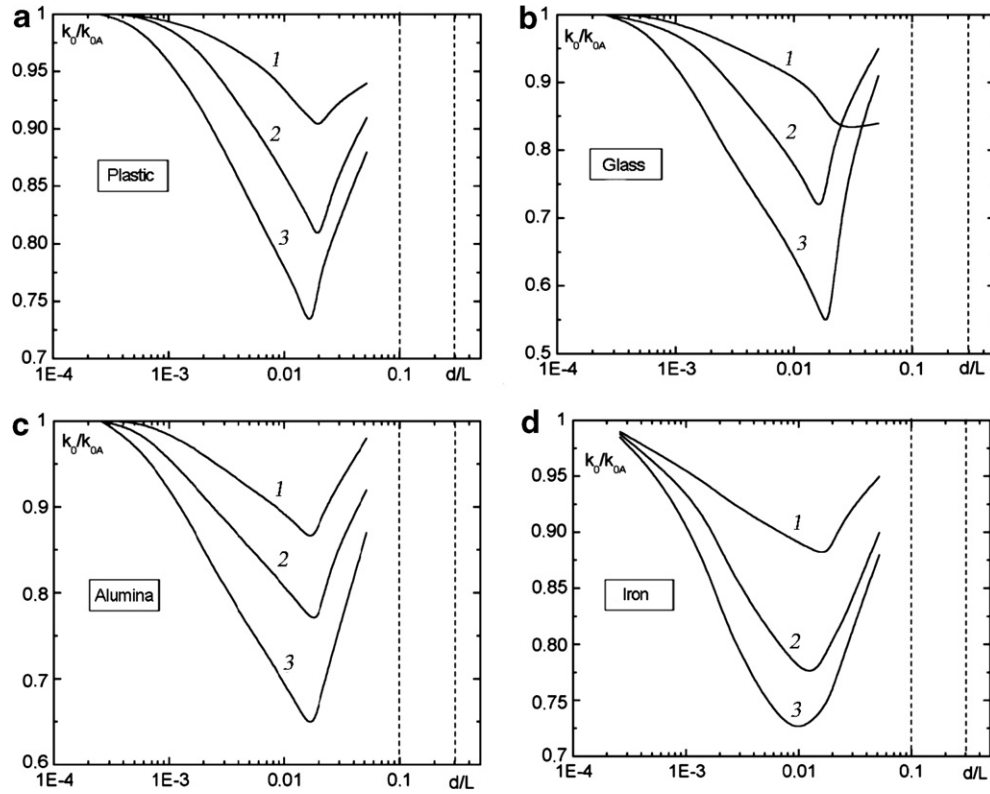 a
1
k0/k0A
0.95
0.90
0.85
0.80
0.75
0.7
1
2
3
Plastic
1E-4
1E-3
0.01
0.1
d/L
b
1
k0/k0A
0.9
0.8
0.7
0.6
0.5
1
2
3
Glass
1E-4
1E-3
0.01
0.1
d/L
c
1
k0/k0A
0.9
0.8
0.7
0.6
1
2
3
Alumina
1E-4
1E-3
0.01
0.1
d/L
d
1
k0/k0A
0.95
0.90
0.85
0.80
0.75
0.7
1
2
3
Iron
1E-4
1E-3
0.01
0.1
d/L